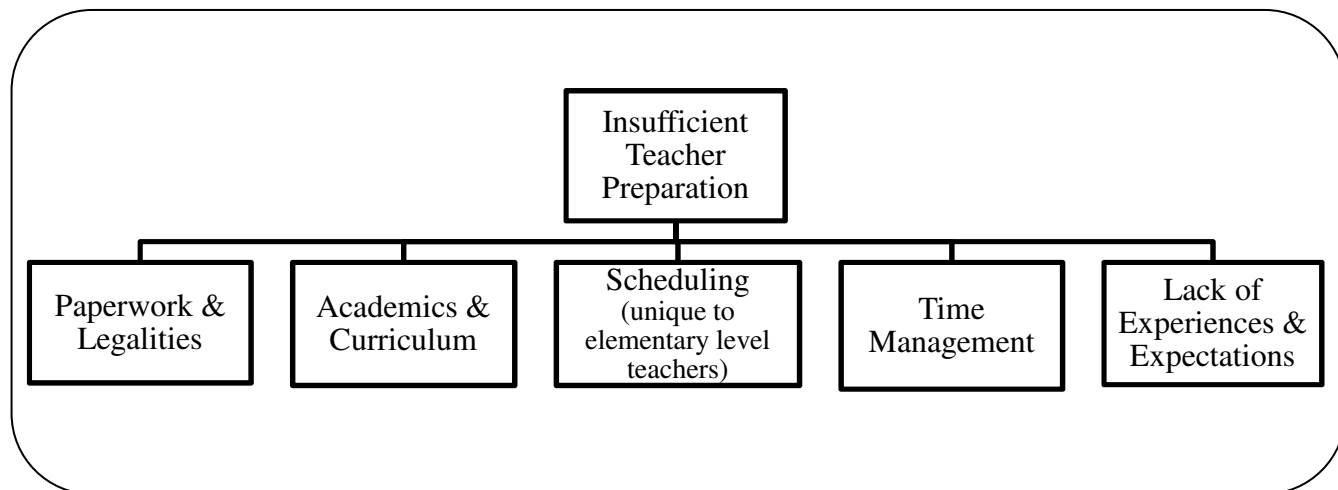 Insufficient
Teacher
Preparation
Paperwork &
Legalities
Academics &
Curriculum
Scheduling
(unique to
elementary level
teachers)
Time
Management
Lack of
Experiences &
Expectations